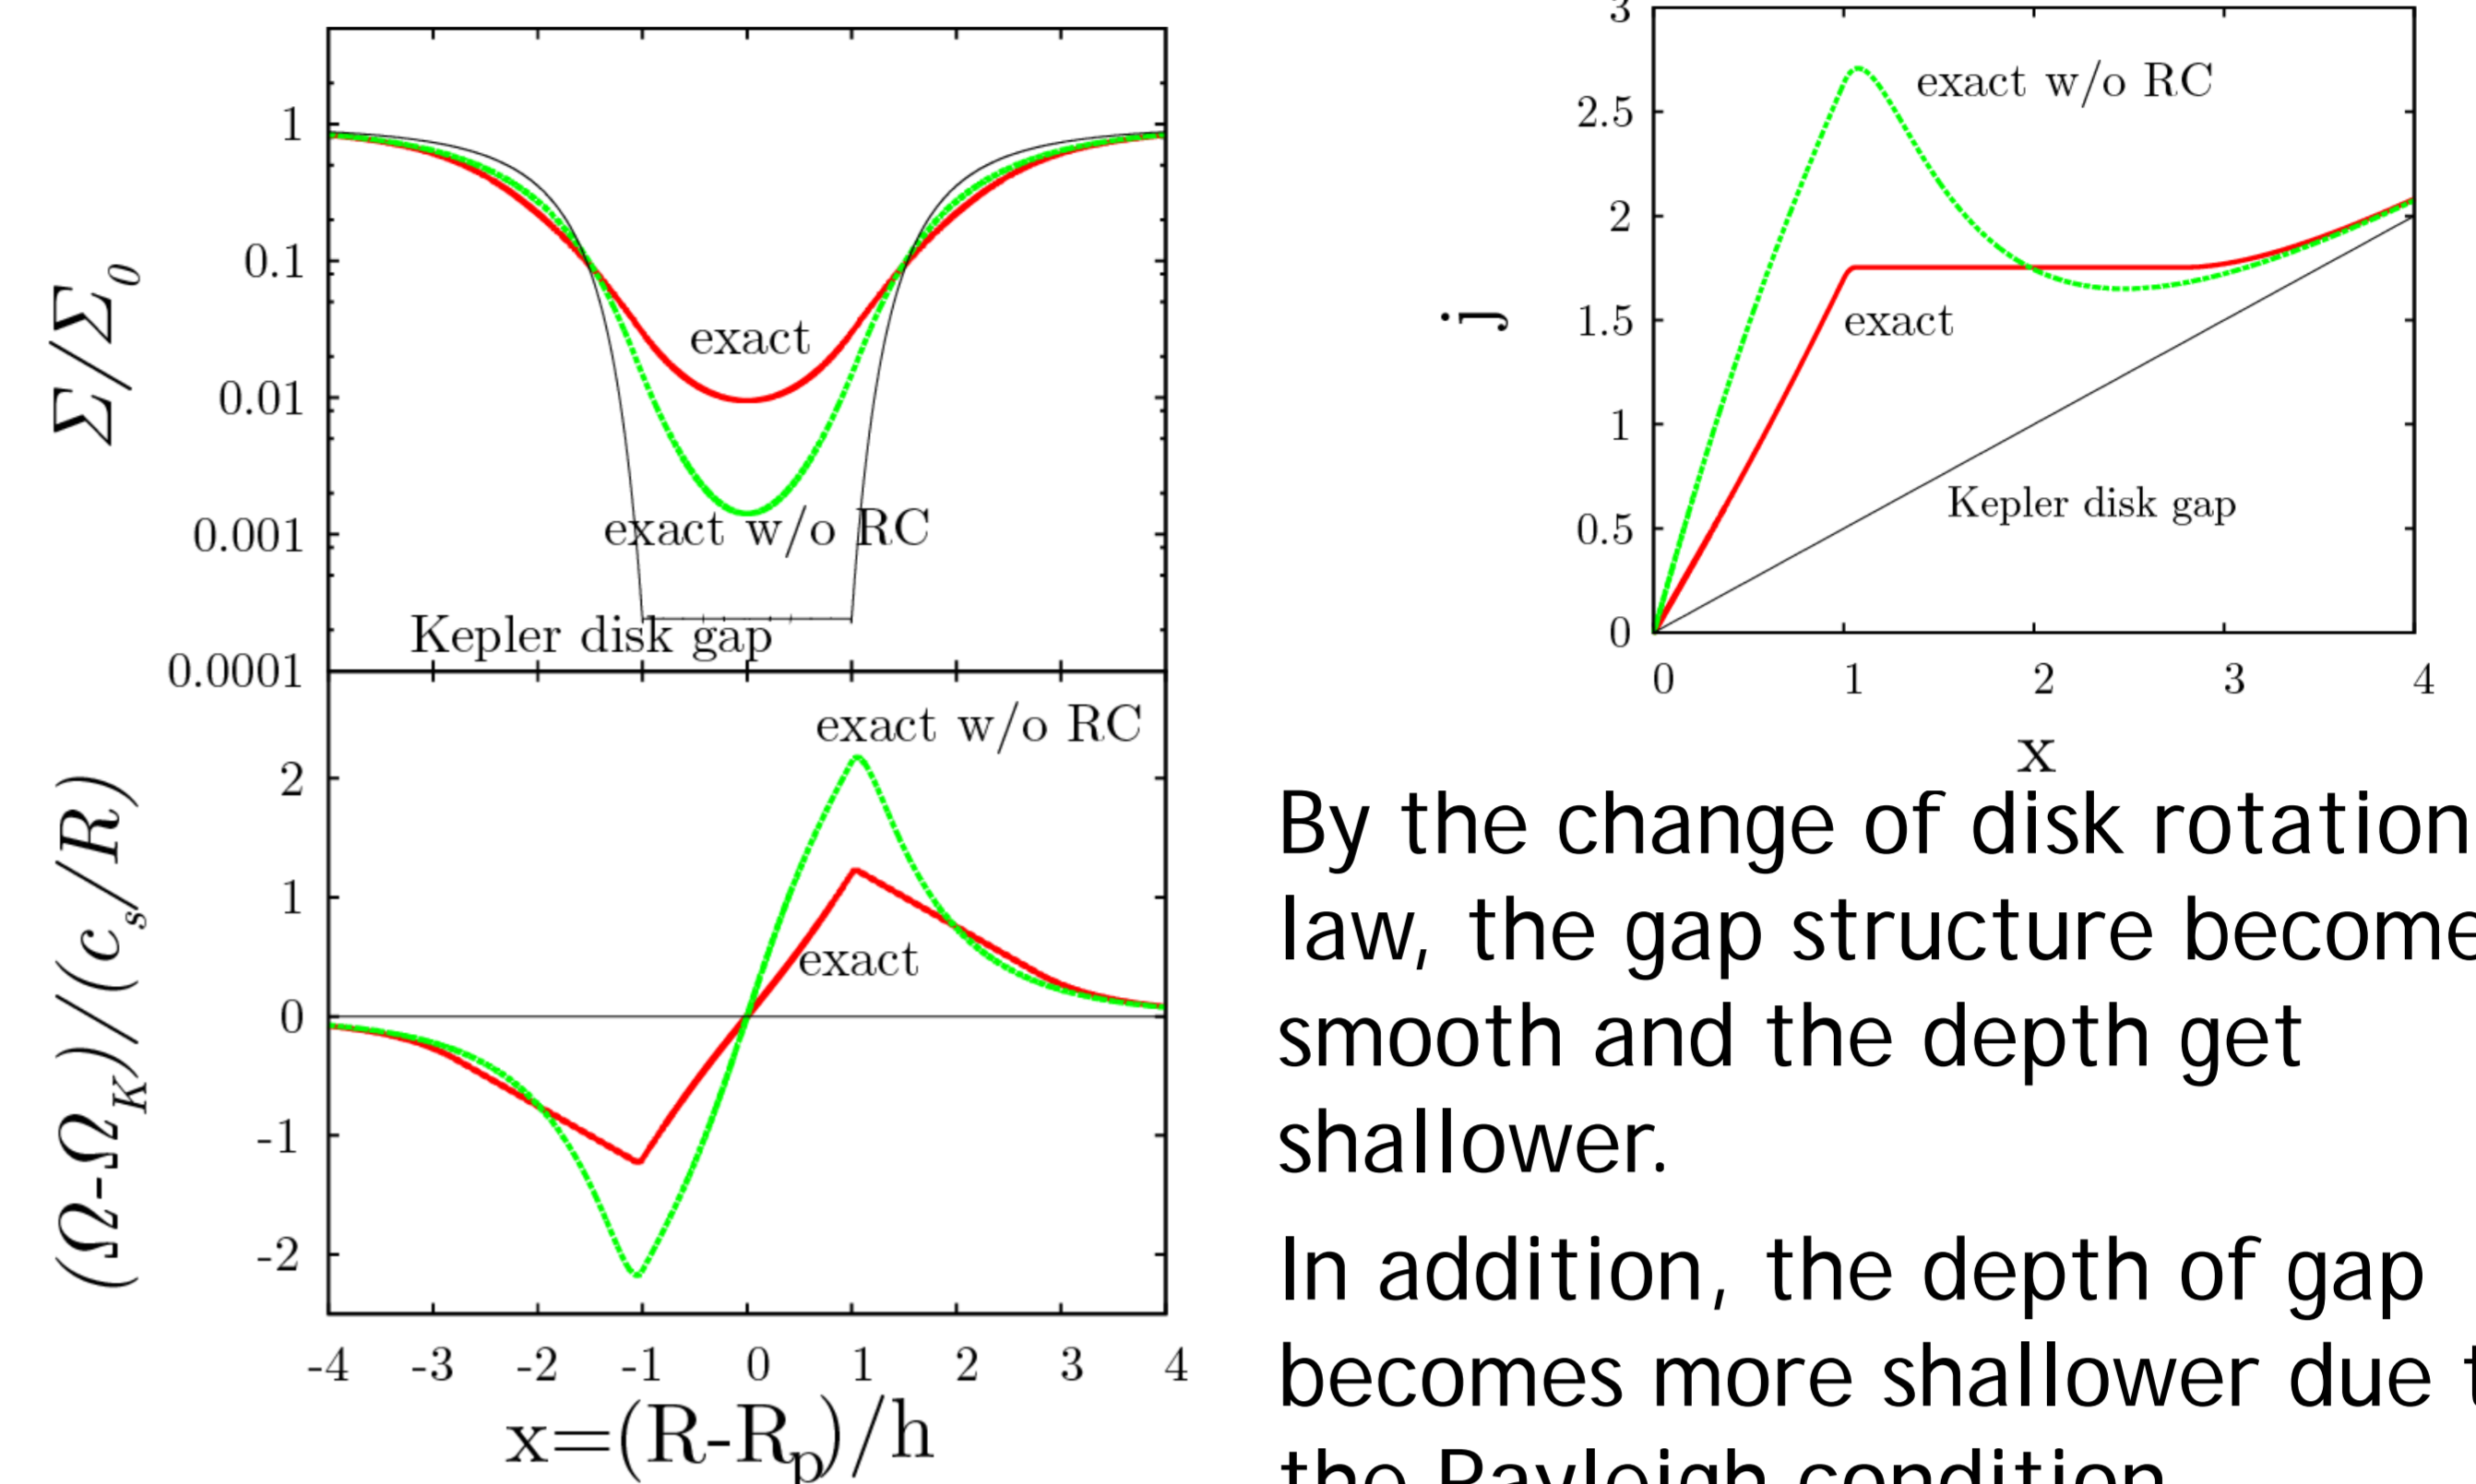 1
0.1
0.01
0.001
0.0001
Σ/Σ0
exact
exact w/o RC
Kepler disk gap
exact w/o RC
exact
2
1
0
-1
-2
(Ω-ΩK)/(cs/R)
-4 -3 -2 -1 0 1 2 3 4
x=(R-Rp)/h
3
2.5
2
1.5
1
0.5
0
j
exact w/o RC
exact
Kepler disk gap
0 1 2 3 4
x
By the change of disk rotation
law, the gap structure become
smooth and the depth get
shallower.
In addition, the depth of gap
becomes more shallower due
the Rayleigh condition